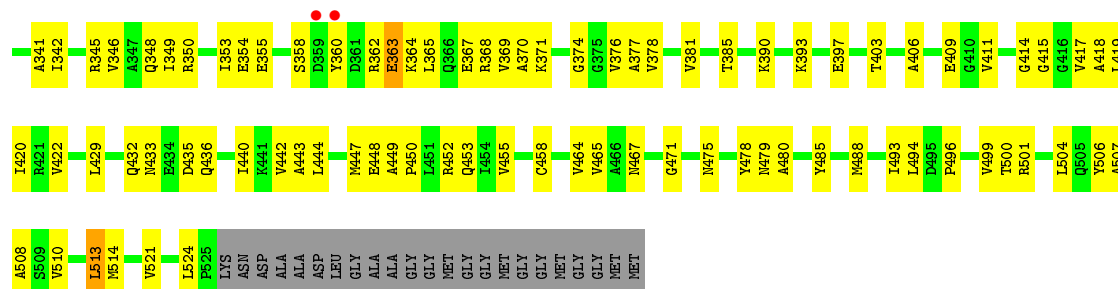 A341 I342 R345 V346 A347 Q348 I349 R350 I353 E354 E355 S358 D359 Y360 D361 R362 E363 K364 L365 Q366 E367 R368 V369 A370 K371 G374 G375 V376 A377 V378 V381 T385 K390 K393 E397 T403 A406 E409 G410 V411 G414 G415 G416 V417 A418 L419
I420 R421 V422 L429 Q432 N433 E434 D435 Q436 I440 K441 V442 A443 L444 M447 E448 A449 P450 L451 R452 Q453 I454 V455 C458 V464 V465 A466 N467 G471 N475 Y478 N479 A480 Y485 M488 I493 L494 D495 P496 V499 T500 R501 L504 Q505 Y506 A507
A508 S509 V510 L513 M514 V521 L524 P525 LYS ASN ASP ALA ALA ASP LEU GLY ALA ALA GLY GLY MET GLY GLY MET GLY GLY MET GLY GLY MET MET